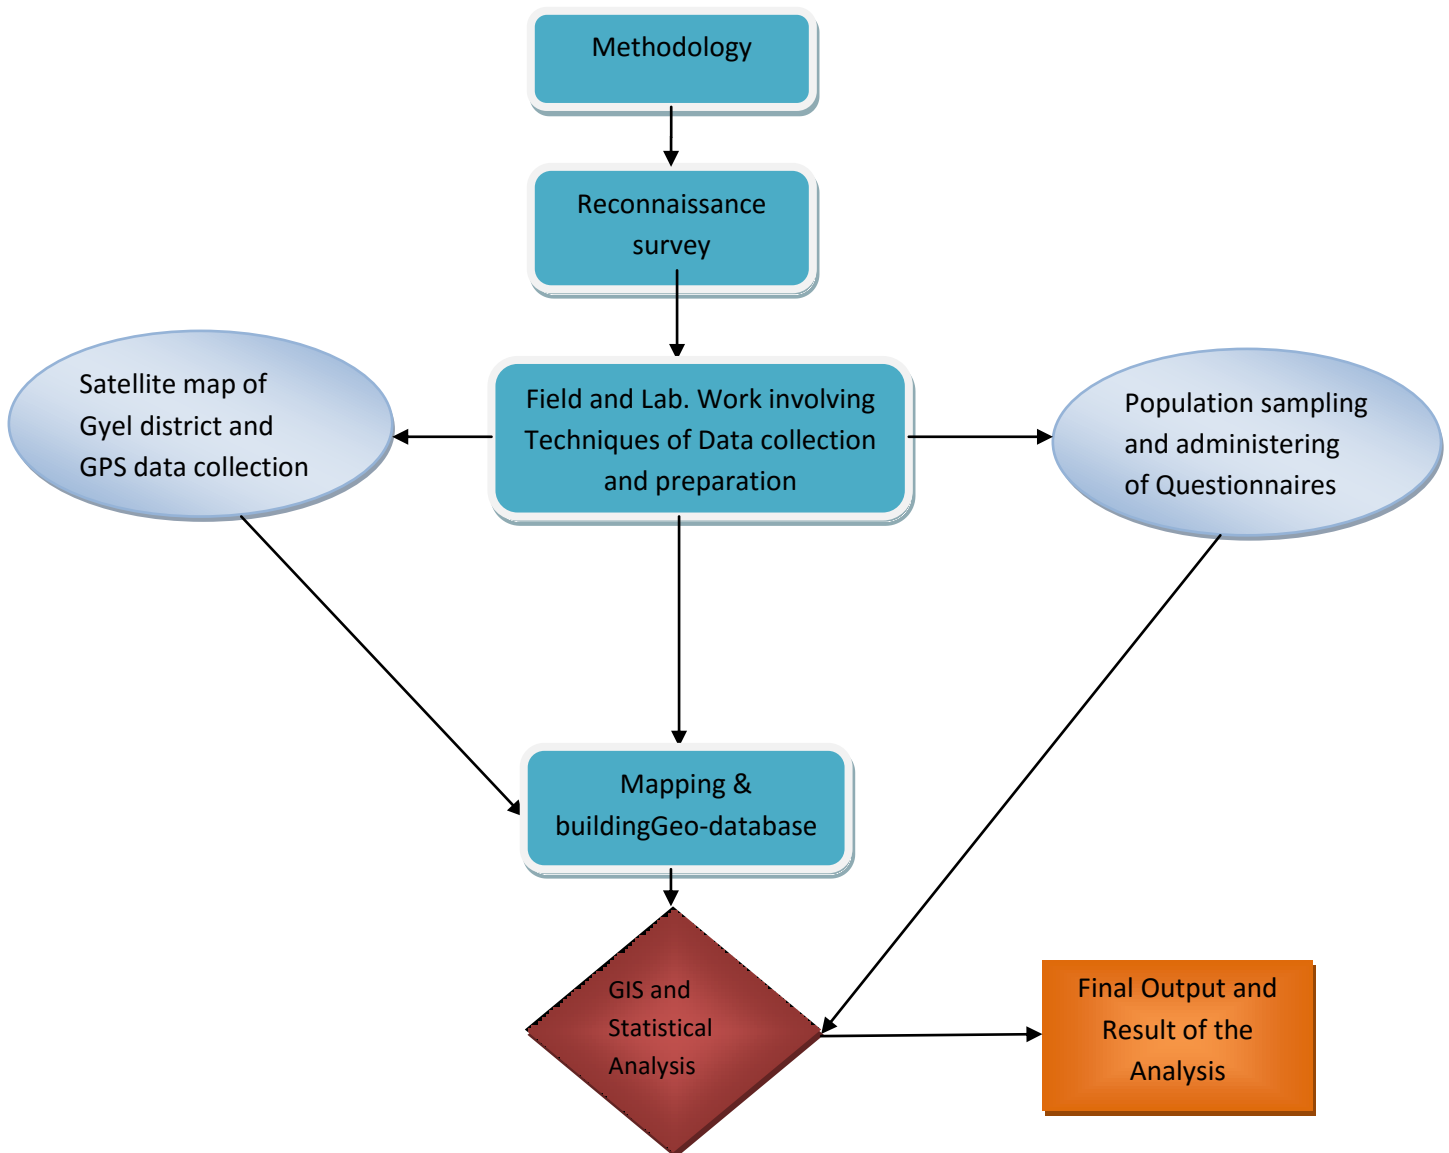 Methodology
Reconnaissance
survey
Satellite map of
Gyel district and
GPS data collection
Field and Lab. Work involving
Techniques of Data collection
and preparation
Population sampling
and administering
of Questionnaires
Mapping &
buildingGeo-database
GIS and
Statistical
Analysis
Final Output and
Result of the
Analysis